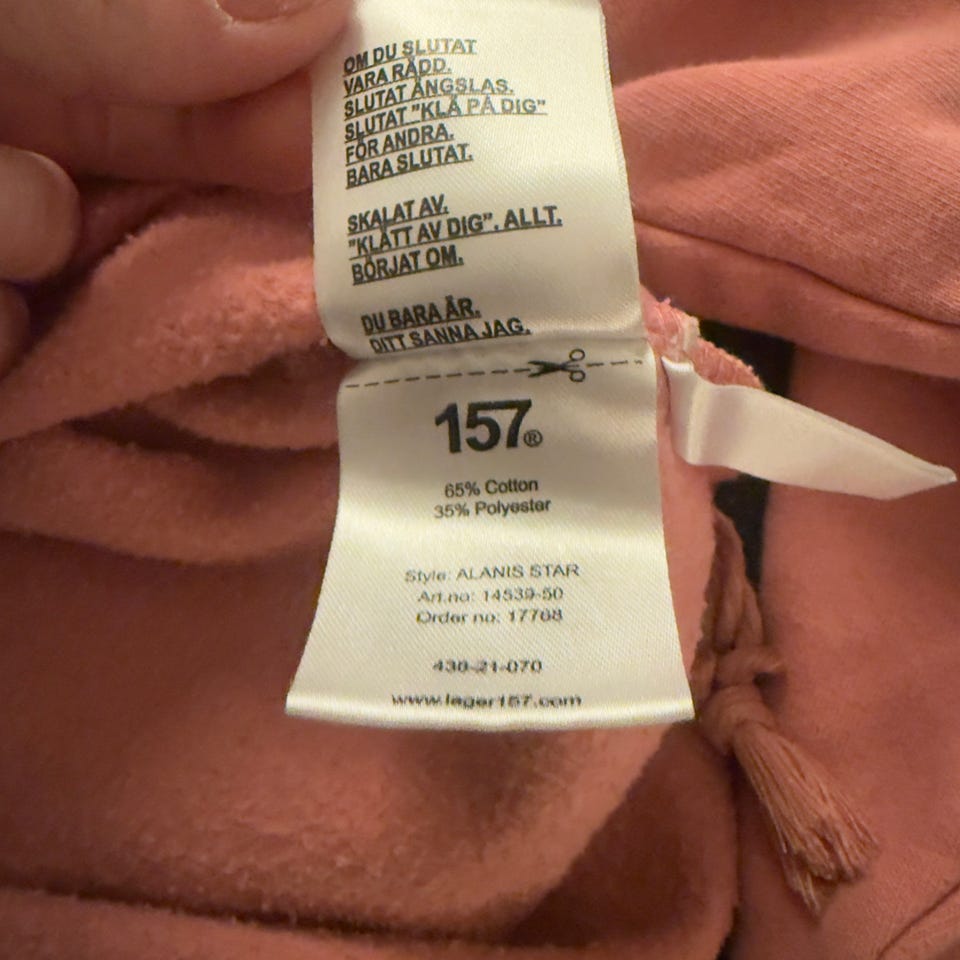 OM DU SLUTAT
VARA RÄDD.
SLUTAT ÄNGSLAS.
SLUTAT "KLÄ PÅ DIG"
FÖR ANDRA.
BARA SLUTAT.
SKALAT AV.
"KLÄTT AV DIG". ALLT.
BÖRJAT OM.
DU BARA ÄR.
DITT SANNA JAG.
157®
65% Cotton
35% Polyester
Style: ALANIS STAR
Art.no: 14539-50
Order no: 17768
430-21-070
www.lager157.com